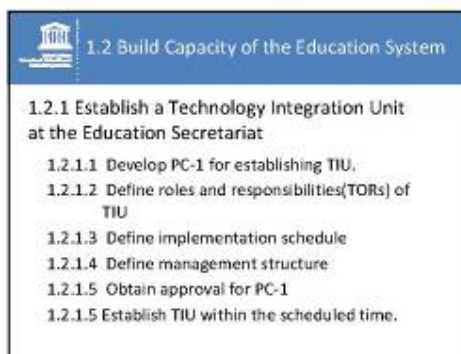 1.2 Build Capacity of the Education System
1.2.1 Establish a Technology Integration Unit
at the Education Secretariat
1.2.1.1 Develop PC-1 for establishing TIU.
1.2.1.2 Define roles and responsibilities(TORs) of
TIU
1.2.1.3 Define implementation schedule
1.2.1.4 Define management structure
1.2.1.5 Obtain approval for PC-1
1.2.1.5 Establish TIU within the scheduled time.